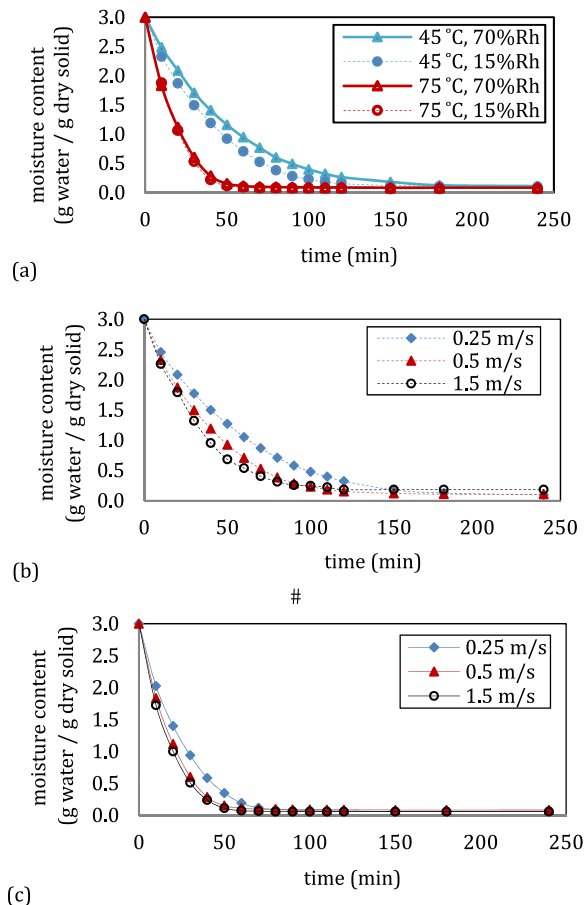 3.0
2.5
2.0
1.5
1.0
0.5
0.0
moisture content
(g water / g dry solid)
45 ˚C, 70%Rh
45 ˚C, 15%Rh
75 ˚C, 70%Rh
75 ˚C, 15%Rh
0 50 100 150 200 250
time (min)
(a)
3.0
2.5
2.0
1.5
1.0
0.5
0.0
moisture content
(g water / g dry solid)
0.25 m/s
0.5 m/s
1.5 m/s
0 50 100 150 200 250
time (min)
(b)
#
3.0
2.5
2.0
1.5
1.0
0.5
0.0
moisture content
(g water / g dry solid)
0.25 m/s
0.5 m/s
1.5 m/s
0 50 100 150 200 250
time (min)
(c)